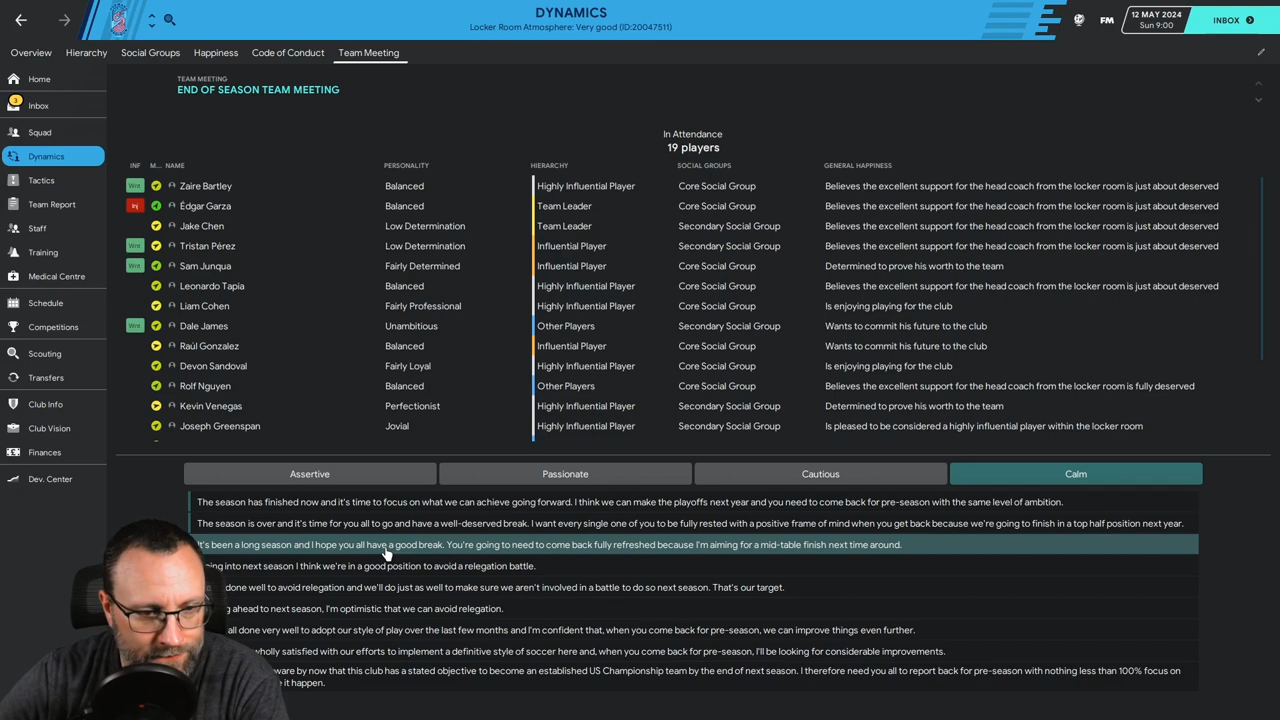 DYNAMICS
Locker Room Atmosphere: Very good (ID:20047511)
FM
12 MAY 2024
Sun 9:00
INBOX
Overview Hierarchy Social Groups Happiness Code of Conduct Team Meeting
Home
3
Inbox
Squad
Dynamics
Tactics
Team Report
Staff
Training
Medical Centre
Schedule
Competitions
Scouting
Transfers
Club Info
Club Vision
Finances
Dev. Center
TEAM MEETING
END OF SEASON TEAM MEETING
In Attendance
19 players
INF M... NAME PERSONALITY HIERARCHY SOCIAL GROUPS GENERAL HAPPINESS
Wnt Zaire Bartley Balanced Highly Influential Player Core Social Group Believes the excellent support for the head coach from the locker room is just about deserved
Inj Édgar Garza Balanced Team Leader Core Social Group Believes the excellent support for the head coach from the locker room is just about deserved
Jake Chen Low Determination Team Leader Secondary Social Group Believes the excellent support for the head coach from the locker room is just about deserved
Wnt Tristan Pérez Low Determination Influential Player Secondary Social Group Believes the excellent support for the head coach from the locker room is just about deserved
Wnt Sam Junqua Fairly Determined Influential Player Core Social Group Determined to prove his worth to the team
Leonardo Tapia Balanced Highly Influential Player Core Social Group Believes the excellent support for the head coach from the locker room is just about deserved
Liam Cohen Fairly Professional Highly Influential Player Core Social Group Is enjoying playing for the club
Wnt Dale James Unambitious Other Players Secondary Social Group Wants to commit his future to the club
Raúl Gonzalez Balanced Influential Player Core Social Group Wants to commit his future to the club
Devon Sandoval Fairly Loyal Highly Influential Player Core Social Group Is enjoying playing for the club
Rolf Nguyen Balanced Other Players Core Social Group Believes the excellent support for the head coach from the locker room is fully deserved
Kevin Venegas Perfectionist Highly Influential Player Secondary Social Group Determined to prove his worth to the team
Joseph Greenspan Jovial Highly Influential Player Secondary Social Group Is pleased to be considered a highly influential player within the locker room
Assertive Passionate Cautious Calm
The season has finished now and it's time to focus on what we can achieve going forward. I think we can make the playoffs next year and you need to come back for pre-season with the same level of ambition.
The season is over and it's time for you all to go and have a well-deserved break. I want every single one of you to be fully rested with a positive frame of mind when you get back because we're going to finish in a top half position next year.
It's been a long season and I hope you all have a good break. You're going to need to come back fully refreshed because I'm aiming for a mid-table finish next time around.
into next season I think we're in a good position to avoid a relegation battle.
done well to avoid relegation and we'll do just as well to make sure we aren't involved in a battle to do so next season. That's our target.
ahead to next season, I'm optimistic that we can avoid relegation.
all done very well to adopt our style of play over the last few months and I'm confident that, when you come back for pre-season, we can improve things even further.
wholly satisfied with our efforts to implement a definitive style of soccer here and, when you come back for pre-season, I'll be looking for considerable improvements.
by now that this club has a stated objective to become an established US Championship team by the end of next season. I therefore need you all to report back for pre-season with nothing less than 100% focus on
it happen.